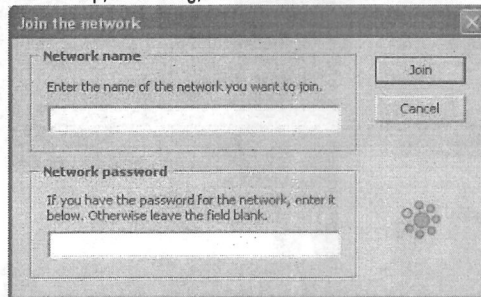 Join the network
Network name
Enter the name of the network you want to join.
Join
Cancel
Network password
If you have the password for the network, enter it
below. Otherwise leave the field blank.